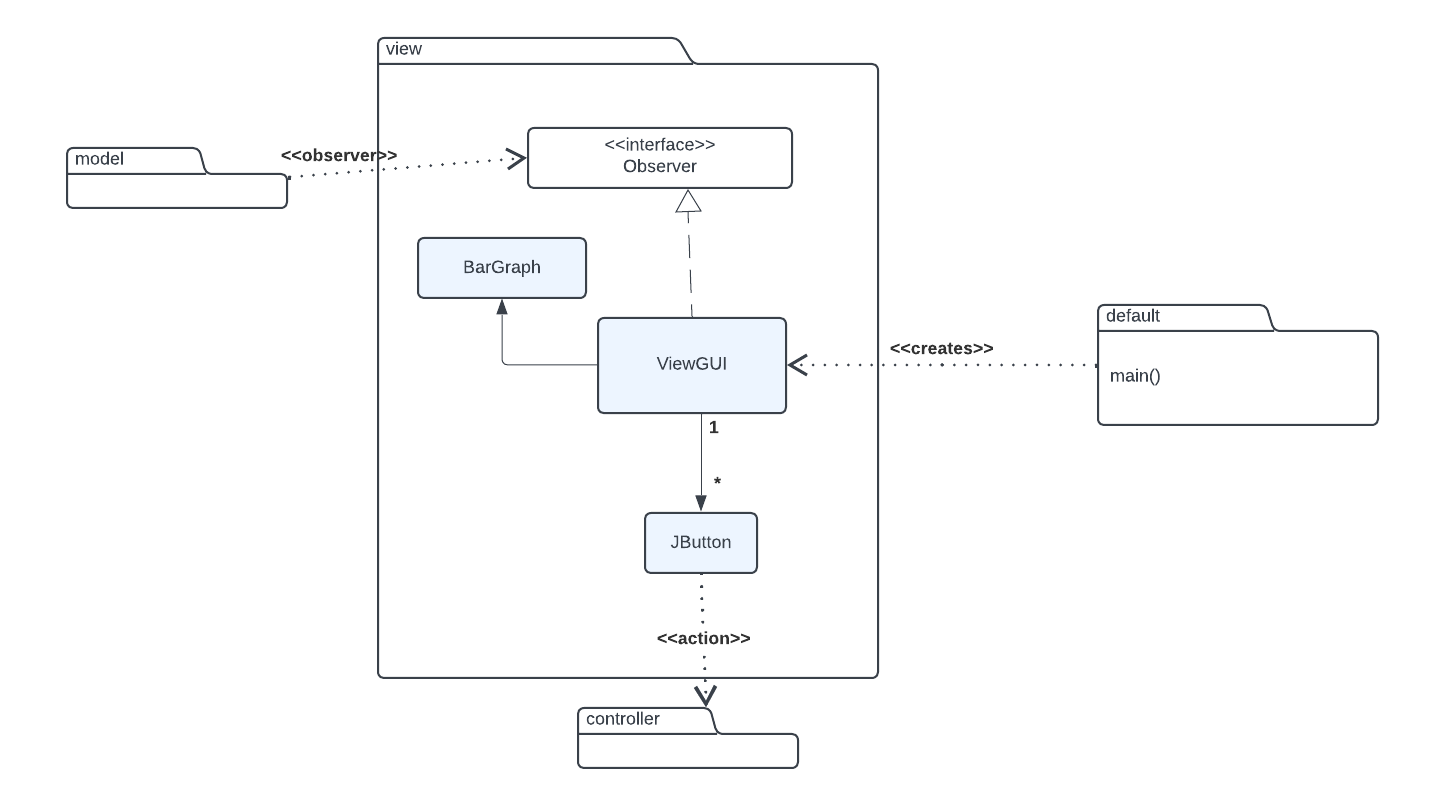 view
<<interface>>
Observer
model
<<observer>>
BarGraph
default
main()
<<creates>>
ViewGUI
1
*
JButton
<<action>>
controller